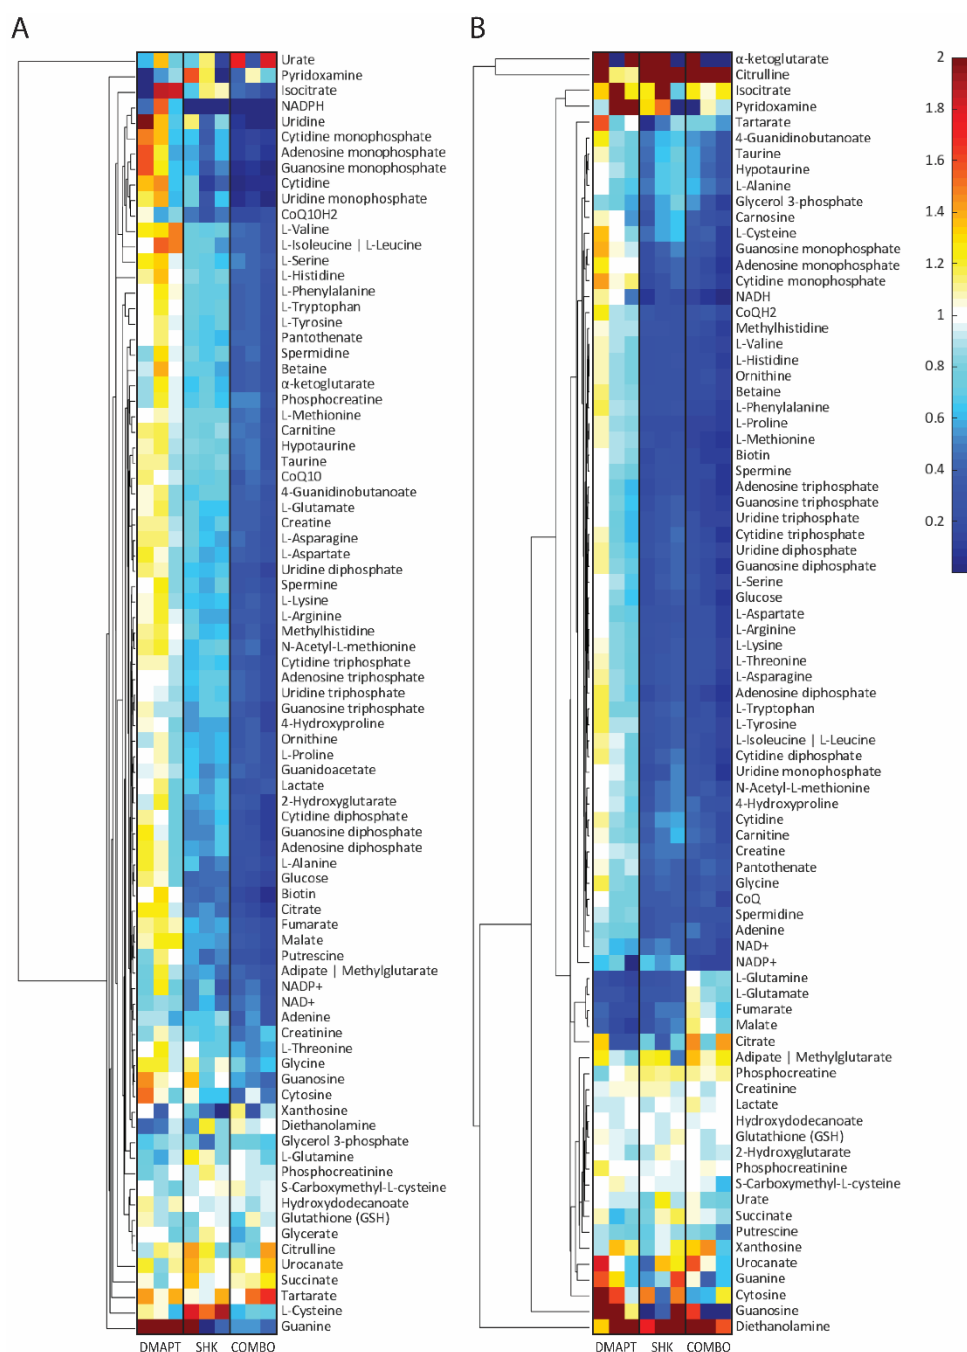 A
Urate
Pyridoxamine
Isocitrate
NADPH
Uridine
Cytidine monophosphate
Adenosine monophosphate
Guanosine monophosphate
Cytidine
Uridine monophosphate
CoQ10H2
L-Valine
L-Isoleucine | L-Leucine
L-Serine
L-Histidine
L-Phenylalanine
L-Tryptophan
L-Tyrosine
Pantothenate
Spermidine
Betaine
α-ketoglutarate
Phosphocreatine
L-Methionine
Carnitine
Hypotaurine
Taurine
CoQ10
4-Guanidinobutanoate
L-Glutamate
Creatine
L-Asparagine
L-Aspartate
Uridine diphosphate
Spermine
L-Lysine
L-Arginine
Methylhistidine
N-Acetyl-L-methionine
Cytidine triphosphate
Adenosine triphosphate
Uridine triphosphate
Guanosine triphosphate
4-Hydroxyproline
Ornithine
L-Proline
Guanidoacetate
Lactate
2-Hydroxyglutarate
Cytidine diphosphate
Guanosine diphosphate
Adenosine diphosphate
L-Alanine
Glucose
Biotin
Citrate
Fumarate
Malate
Putrescine
Adipate | Methylglutarate
NADP+
NAD+
Adenine
Creatinine
L-Threonine
Glycine
Guanosine
Cytosine
Xanthosine
Diethanolamine
Glycerol 3-phosphate
L-Glutamine
Phosphocreatinine
S-Carboxymethyl-L-cysteine
Hydroxydodecanoate
Glutathione (GSH)
Glycerate
Citrulline
Urocanate
Succinate
Tartarate
L-Cysteine
Guanine
DMAPT SHK COMBO
B
α-ketoglutarate
Citrulline
Isocitrate
Pyridoxamine
Tartarate
4-Guanidinobutanoate
Taurine
Hypotaurine
L-Alanine
Glycerol 3-phosphate
Carnosine
L-Cysteine
Guanosine monophosphate
Adenosine monophosphate
Cytidine monophosphate
NADH
CoQH2
Methylhistidine
L-Valine
L-Histidine
Ornithine
Betaine
L-Phenylalanine
L-Proline
L-Methionine
Biotin
Spermine
Adenosine triphosphate
Guanosine triphosphate
Uridine triphosphate
Cytidine triphosphate
Uridine diphosphate
Guanosine diphosphate
L-Serine
Glucose
L-Aspartate
L-Arginine
L-Lysine
L-Threonine
L-Asparagine
Adenosine diphosphate
L-Tryptophan
L-Tyrosine
L-Isoleucine | L-Leucine
Cytidine diphosphate
Uridine monophosphate
N-Acetyl-L-methionine
4-Hydroxyproline
Cytidine
Carnitine
Creatine
Pantothenate
Glycine
CoQ
Spermidine
Adenine
NAD+
NADP+
L-Glutamine
L-Glutamate
Fumarate
Malate
Citrate
Adipate | Methylglutarate
Phosphocreatine
Creatinine
Lactate
Hydroxydodecanoate
Glutathione (GSH)
2-Hydroxyglutarate
Phosphocreatinine
S-Carboxymethyl-L-cysteine
Urate
Succinate
Putrescine
Xanthosine
Urocanate
Guanine
Cytosine
Guanosine
Diethanolamine
DMAPT SHK COMBO
2
1.8
1.6
1.4
1.2
1
0.8
0.6
0.4
0.2